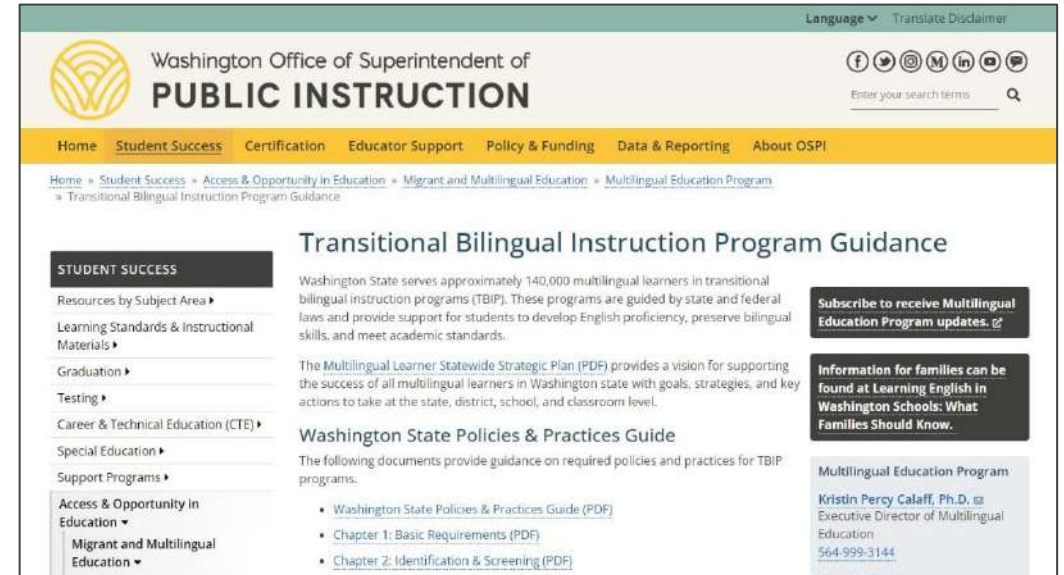 Language Translate Disclaimer
Washington Office of Superintendent of
PUBLIC INSTRUCTION
Enter your search terms
Home Student Success Certification Educator Support Policy & Funding Data & Reporting About OSPI
Home » Student Success » Access & Opportunity in Education » Migrant and Multilingual Education » Multilingual Education Program
» Transitional Bilingual Instruction Program Guidance
STUDENT SUCCESS
Resources by Subject Area
Learning Standards & Instructional
Materials
Graduation
Testing
Career & Technical Education (CTE)
Special Education
Support Programs
Access & Opportunity in
Education
Migrant and Multilingual
Education
Transitional Bilingual Instruction Program Guidance
Washington State serves approximately 140,000 multilingual learners in transitional
bilingual instruction programs (TBIP). These programs are guided by state and federal
laws and provide support for students to develop English proficiency, preserve bilingual
skills, and meet academic standards.
The Multilingual Learner Statewide Strategic Plan (PDF) provides a vision for supporting
the success of all multilingual learners in Washington state with goals, strategies, and key
actions to take at the state, district, school, and classroom level.
Washington State Policies & Practices Guide
The following documents provide guidance on required policies and practices for TBIP
programs.
• Washington State Policies & Practices Guide (PDF)
• Chapter 1: Basic Requirements (PDF)
• Chapter 2: Identification & Screening (PDF)
Subscribe to receive Multilingual
Education Program updates.
Information for families can be
found at Learning English in
Washington Schools: What
Families Should Know.
Multilingual Education Program
Kristin Percy Calaff, Ph.D.
Executive Director of Multilingual
Education
564-999-3144